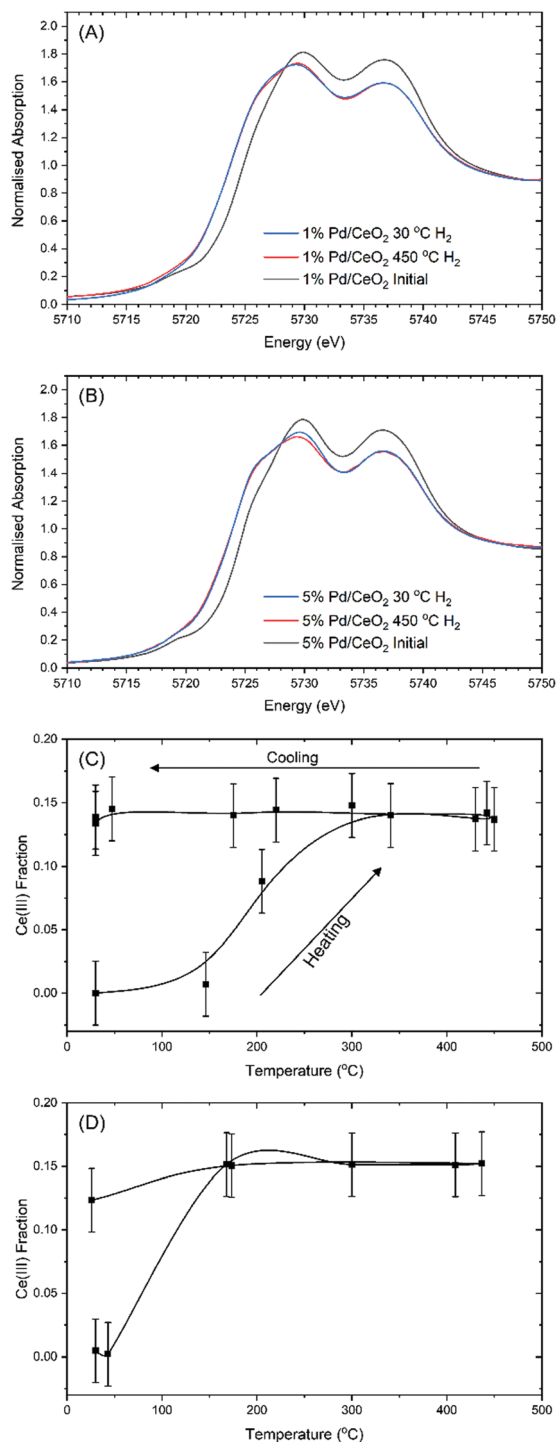 (A)
Normalised Absorption
2.0
1.8
1.6
1.4
1.2
1.0
0.8
0.6
0.4
0.2
0.0
1% Pd/CeO₂ 30 °C H₂
1% Pd/CeO₂ 450 °C H₂
1% Pd/CeO₂ Initial
5710 5715 5720 5725 5730 5735 5740 5745 5750
Energy (eV)
(B)
Normalised Absorption
2.0
1.8
1.6
1.4
1.2
1.0
0.8
0.6
0.4
0.2
0.0
5% Pd/CeO₂ 30 °C H₂
5% Pd/CeO₂ 450 °C H₂
5% Pd/CeO₂ Initial
5710 5715 5720 5725 5730 5735 5740 5745 5750
Energy (eV)
(C)
Cooling
Heating
Ce(III) Fraction
0.20
0.15
0.10
0.05
0.00
0 100 200 300 400 500
Temperature (°C)
(D)
Ce(III) Fraction
0.20
0.15
0.10
0.05
0.00
0 100 200 300 400 500
Temperature (°C)